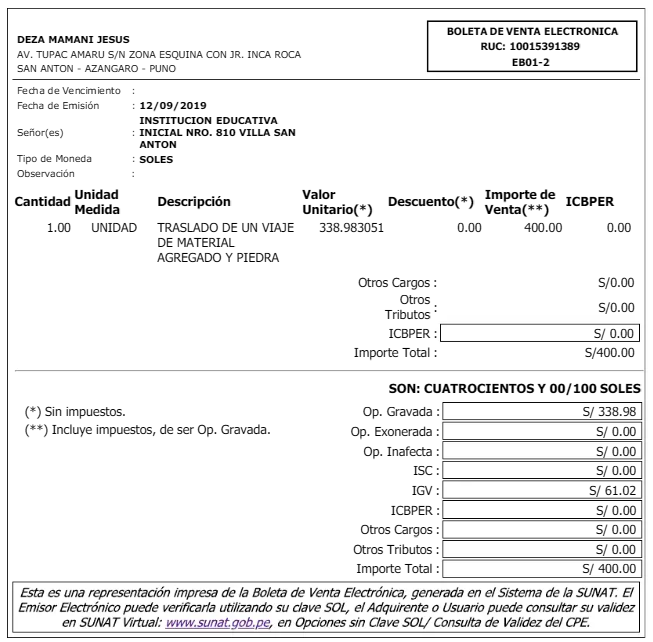 DEZA MAMANI JESUS
AV. TUPAC AMARU S/N ZONA ESQUINA CON JR. INCA ROCA
SAN ANTON - AZANGARO - PUNO
BOLETA DE VENTA ELECTRONICA
RUC: 10015391389
EB01-2
Fecha de Vencimiento :
Fecha de Emisión : 12/09/2019
Señor(es) : INSTITUCION EDUCATIVA
INICIAL NRO. 810 VILLA SAN
ANTON
Tipo de Moneda : SOLES
Observación :
Cantidad Unidad Medida Descripción Valor Unitario(*) Descuento(*) Importe de Venta(**) ICBPER
1.00 UNIDAD TRASLADO DE UN VIAJE 338.983051 0.00 400.00 0.00
DE MATERIAL
AGREGADO Y PIEDRA
Otros Cargos : S/0.00
Otros Tributos : S/0.00
ICBPER : S/ 0.00
Importe Total : S/400.00
SON: CUATROCIENTOS Y 00/100 SOLES
(*) Sin impuestos.
(**) Incluye impuestos, de ser Op. Gravada.
Op. Gravada : S/ 338.98
Op. Exonerada : S/ 0.00
Op. Inafecta : S/ 0.00
ISC : S/ 0.00
IGV : S/ 61.02
ICBPER : S/ 0.00
Otros Cargos : S/ 0.00
Otros Tributos : S/ 0.00
Importe Total : S/ 400.00
Esta es una representación impresa de la Boleta de Venta Electrónica, generada en el Sistema de la SUNAT. El
Emisor Electrónico puede verificarla utilizando su clave SOL, el Adquirente o Usuario puede consultar su validez
en SUNAT Virtual: www.sunat.gob.pe, en Opciones sin Clave SOL/ Consulta de Validez del CPE.